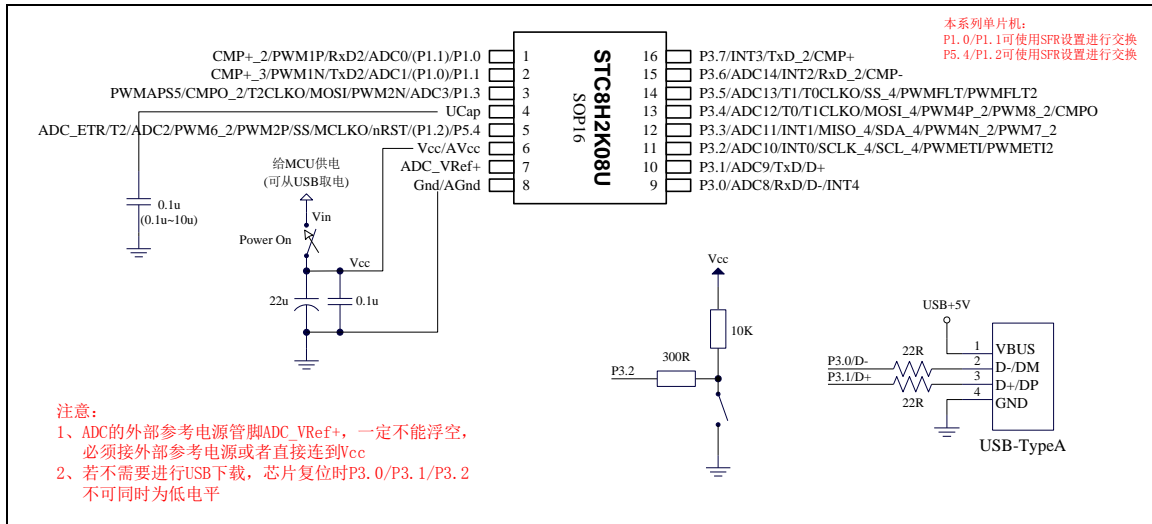 本系列单片机：
P1.0/P1.1可使用SFR设置进行交换
P5.4/P1.2可使用SFR设置进行交换
STC8H2K08U
SOP16
CMP+_2/PWM1P/RxD2/ADC0/(P1.1)/P1.0 1
CMP+_3/PWM1N/TxD2/ADC1/(P1.0)/P1.1 2
PWMAPS5/CMPO_2/T2CLKO/MOSI/PWM2N/ADC3/P1.3 3
UCap 4
ADC_ETR/T2/ADC2/PWM6_2/PWM2P/SS/MCLKO/nRST/(P1.2)/P5.4 5
Vcc/AVcc 6
ADC_VRef+ 7
Gnd/AGnd 8
16 P3.7/INT3/TxD_2/CMP+
15 P3.6/ADC14/INT2/RxD_2/CMP-
14 P3.5/ADC13/T1/T0CLKO/SS_4/PWMFLT/PWMFLT2
13 P3.4/ADC12/T0/T1CLKO/MOSI_4/PWM4P_2/PWM8_2/CMPO
12 P3.3/ADC11/INT1/MISO_4/SDA_4/PWM4N_2/PWM7_2
11 P3.2/ADC10/INT0/SCLK_4/SCL_4/PWMETI/PWMETI2
10 P3.1/ADC9/TxD/D+
9 P3.0/ADC8/RxD/D-/INT4
给MCU供电
(可从USB取电)
0.1u
(0.1u~10u)
Vin
Power On
Vcc
22u
0.1u
Vcc
10K
300R
P3.2
USB+5V
P3.0/D-
P3.1/D+
22R
22R
1 VBUS
2 D-/DM
3 D+/DP
4 GND
USB-TypeA
注意：
1、ADC的外部参考电源管脚ADC_VRef+，一定不能浮空，
必须接外部参考电源或者直接连到Vcc
2、若不需要进行USB下载，芯片复位时P3.0/P3.1/P3.2
不可同时为低电平